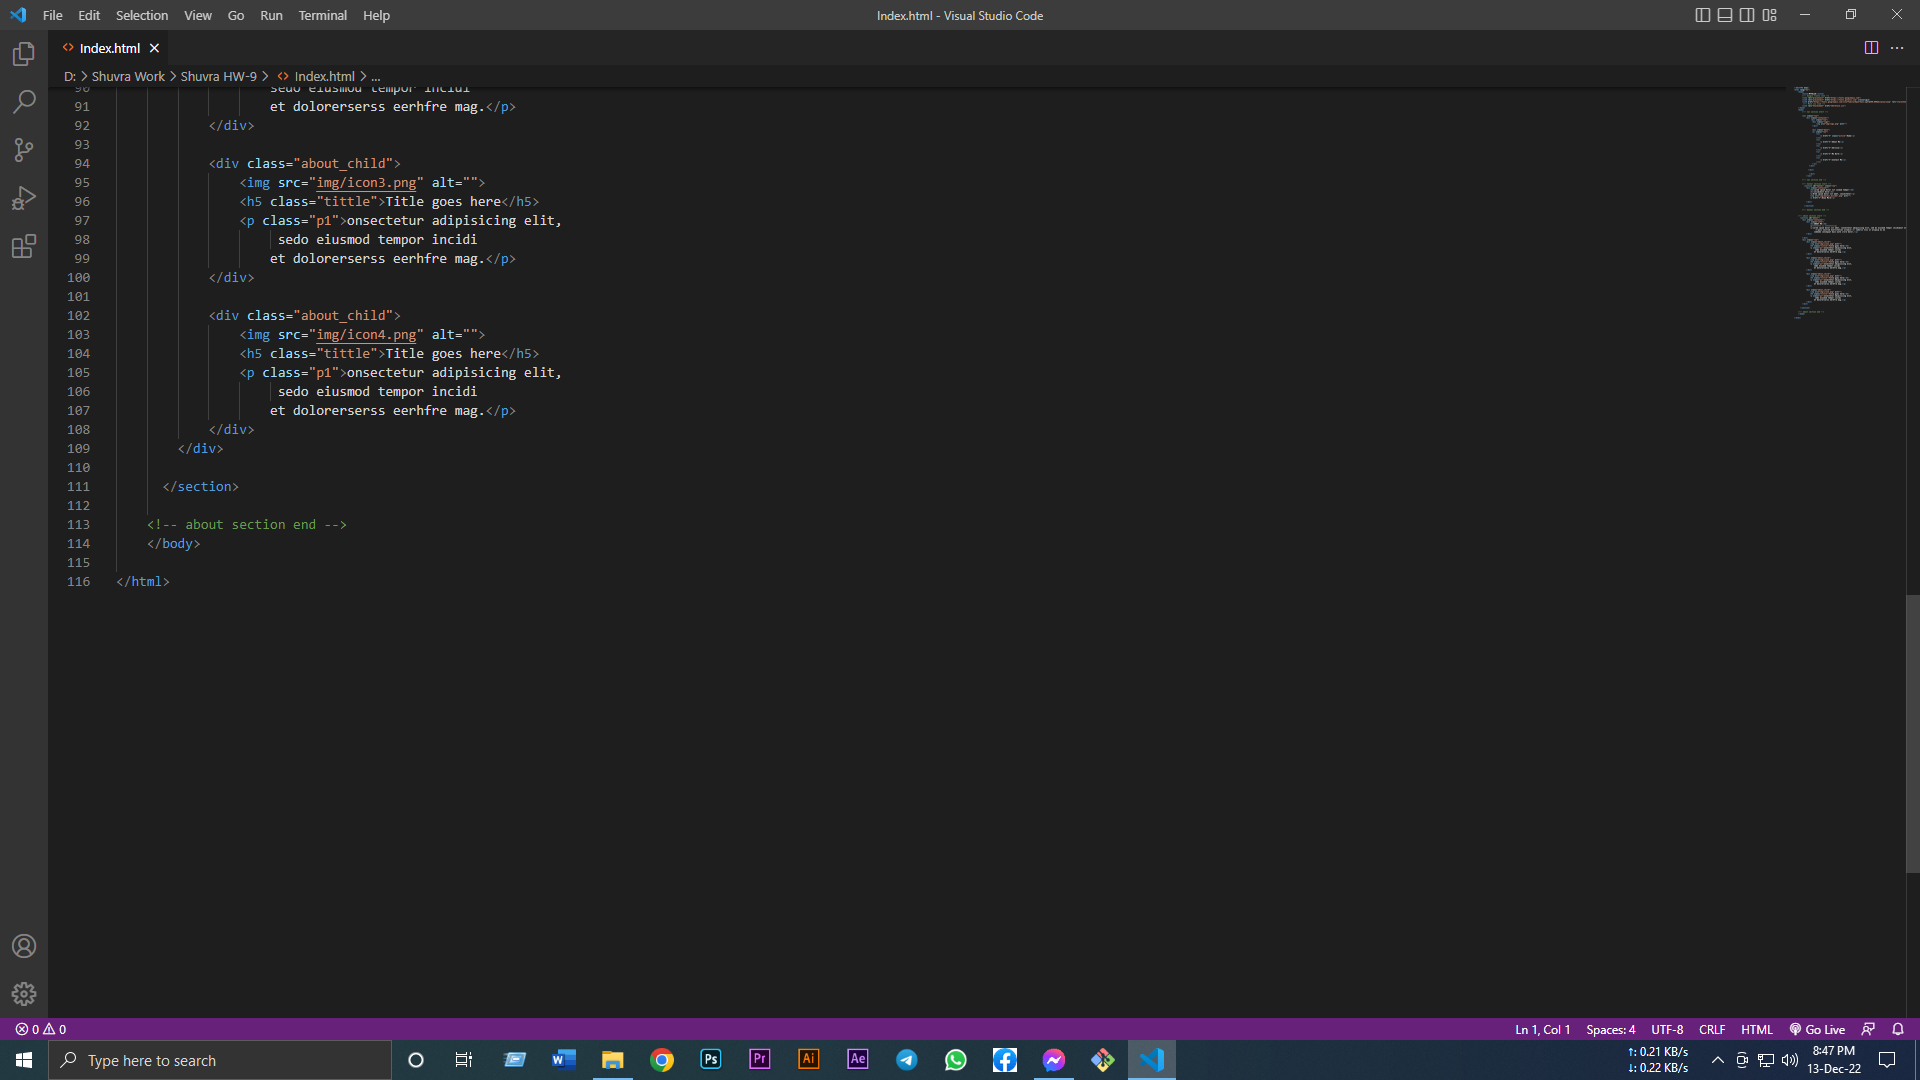 File Edit Selection View Go Run Terminal Help
Index.html - Visual Studio Code
Index.html
D: > Shuvra Work > Shuvra HW-9 > Index.html > ...
90 sedo eiusmod tempor incidi
91 et dolorerserss eerhfre mag.</p>
92 </div>
93
94 <div class="about_child">
95 <img src="img/icon3.png" alt="">
96 <h5 class="tittle">Title goes here</h5>
97 <p class="p1">onsectetur adipisicing elit,
98 sedo eiusmod tempor incidi
99 et dolorerserss eerhfre mag.</p>
100 </div>
101
102 <div class="about_child">
103 <img src="img/icon4.png" alt="">
104 <h5 class="tittle">Title goes here</h5>
105 <p class="p1">onsectetur adipisicing elit,
106 sedo eiusmod tempor incidi
107 et dolorerserss eerhfre mag.</p>
108 </div>
109 </div>
110
111 </section>
112
113 <!-- about section end -->
114 </body>
115
116 </html>
0 0
Ln 1, Col 1 Spaces: 4 UTF-8 CRLF HTML Go Live
Type here to search
W Ps Pr Ai Ae
↑: 0.21 KB/s
↓: 0.22 KB/s
8:47 PM
13-Dec-22